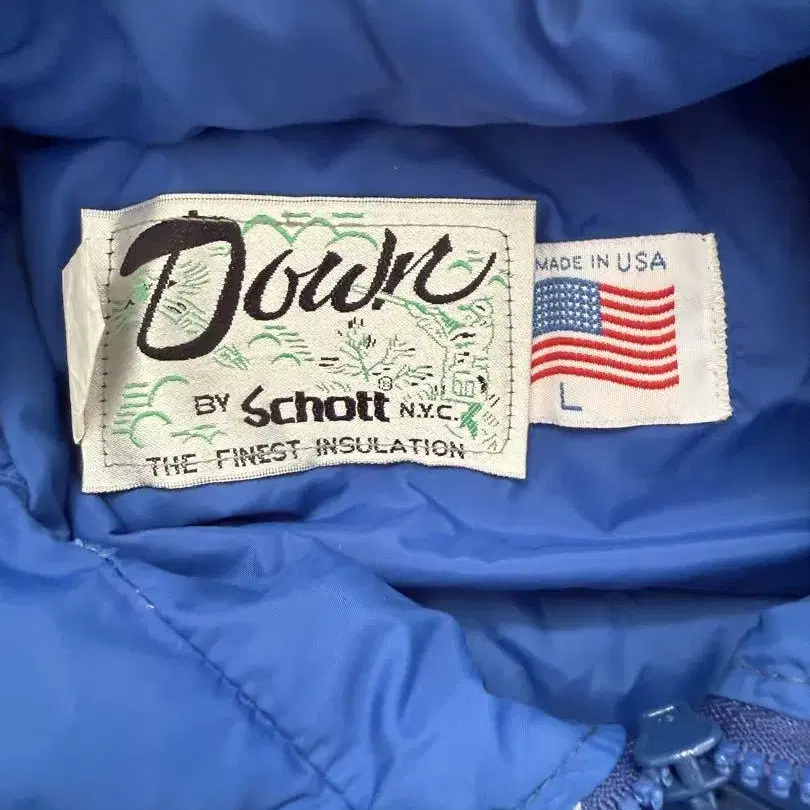 Down
BY Schott® N.Y.C.
THE FINEST INSULATION
MADE IN USA
L